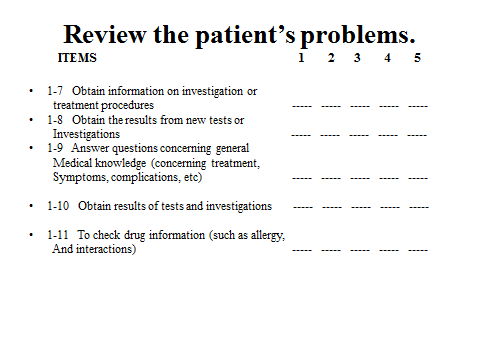 Review the patient's problems.
ITEMS 1 2 3 4 5
• 1-7 Obtain information on investigation or
treatment procedures ----- ----- ----- ----- -----
• 1-8 Obtain the results from new tests or
Investigations ----- ----- ----- ----- -----
• 1-9 Answer questions concerning general
Medical knowledge (concerning treatment,
Symptoms, complications, etc) ----- ----- ----- ----- -----
• 1-10 Obtain results of tests and investigations ----- ----- ----- ----- -----
• 1-11 To check drug information (such as allergy,
And interactions) ----- ----- ----- ----- -----